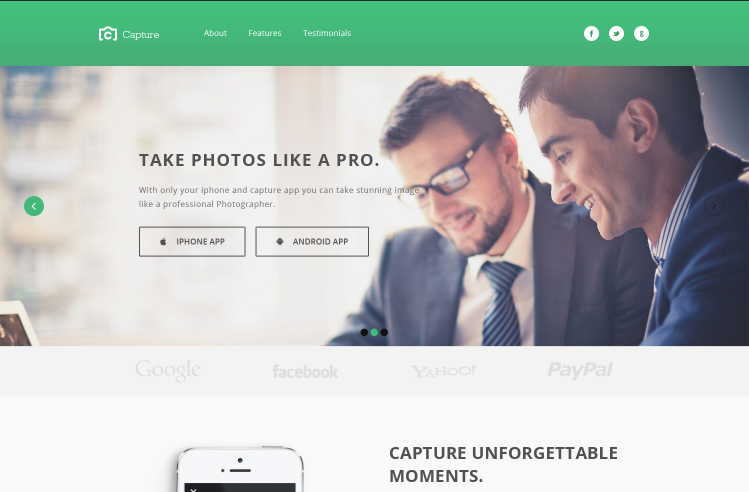 Capture
About
Features
Testimonials
TAKE PHOTOS LIKE A PRO.
With only your iphone and capture app you can take stunning image
like a professional Photographer.
IPHONE APP
ANDROID APP
Google
facebook
YAHOO!
PayPal
CAPTURE UNFORGETTABLE
MOMENTS.